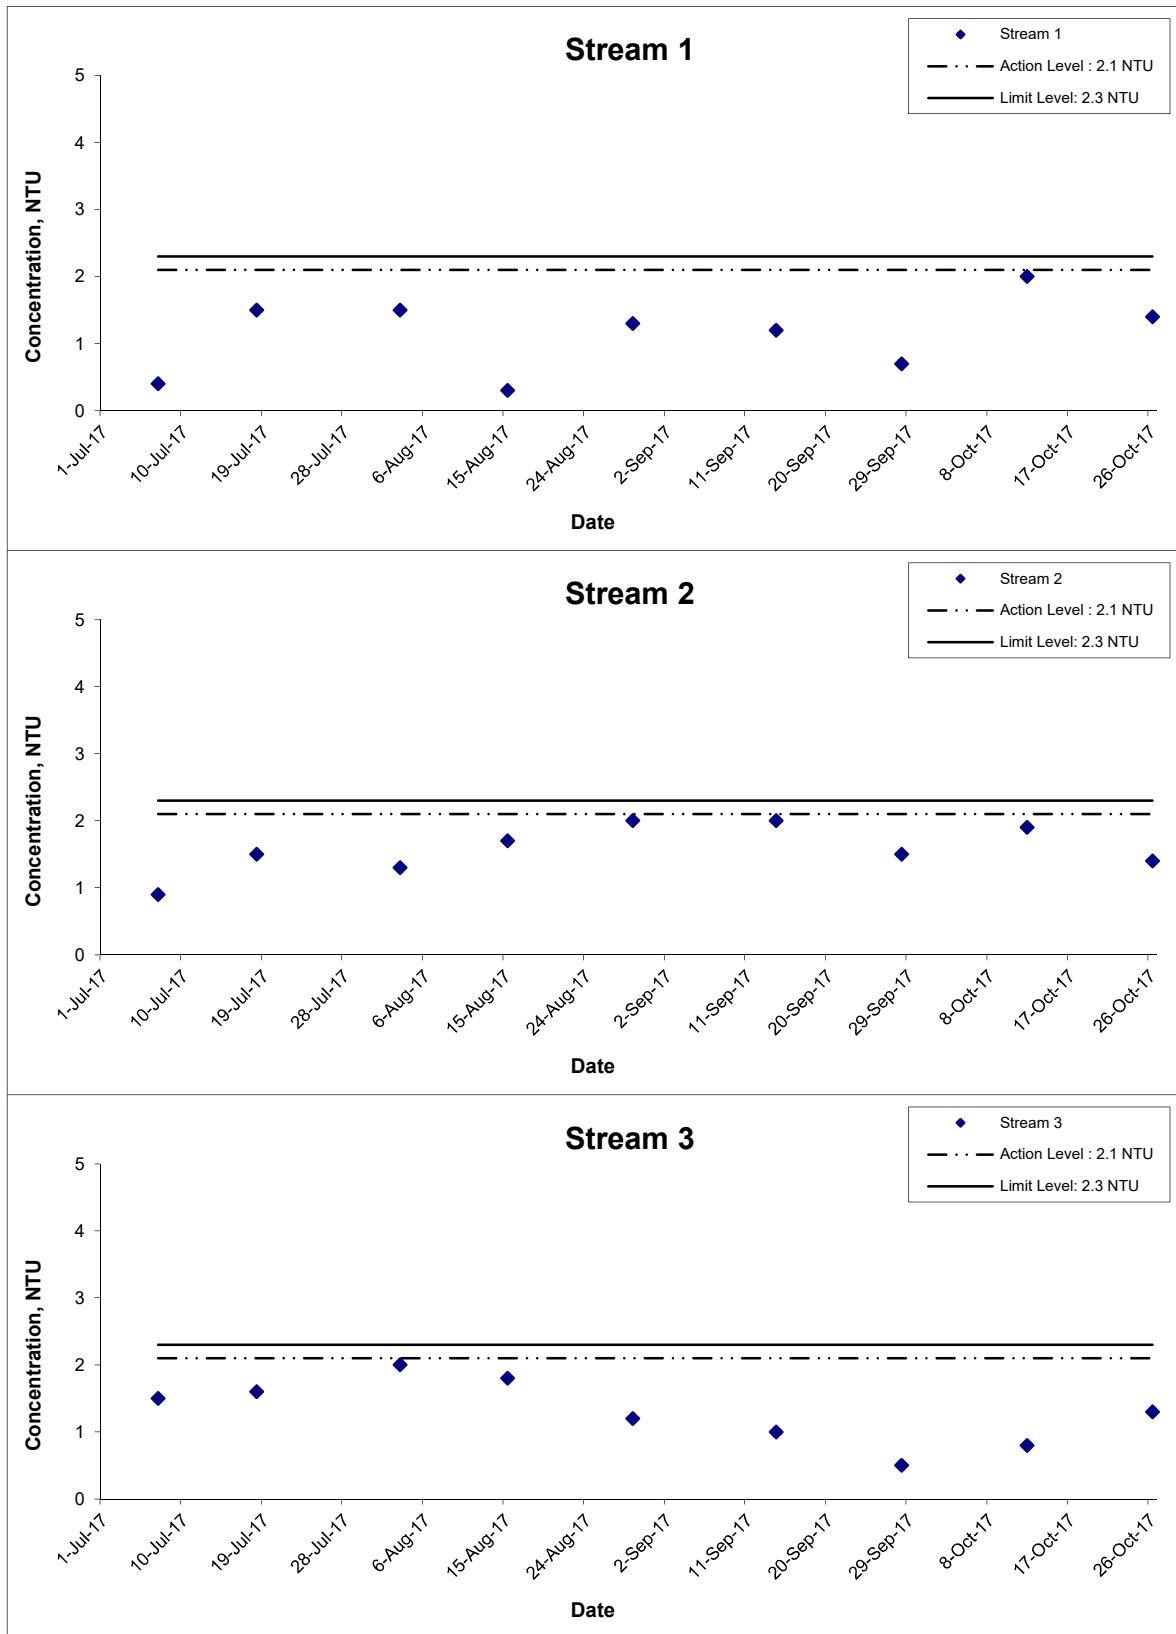 Stream 1
Stream 1
Action Level : 2.1 NTU
Limit Level: 2.3 NTU
Concentration, NTU
5
4
3
2
1
0
1-Jul-17
10-Jul-17
19-Jul-17
28-Jul-17
6-Aug-17
15-Aug-17
24-Aug-17
2-Sep-17
11-Sep-17
20-Sep-17
29-Sep-17
8-Oct-17
17-Oct-17
26-Oct-17
Date
Stream 2
Stream 2
Action Level : 2.1 NTU
Limit Level: 2.3 NTU
Concentration, NTU
5
4
3
2
1
0
1-Jul-17
10-Jul-17
19-Jul-17
28-Jul-17
6-Aug-17
15-Aug-17
24-Aug-17
2-Sep-17
11-Sep-17
20-Sep-17
29-Sep-17
8-Oct-17
17-Oct-17
26-Oct-17
Date
Stream 3
Stream 3
Action Level : 2.1 NTU
Limit Level: 2.3 NTU
Concentration, NTU
5
4
3
2
1
0
1-Jul-17
10-Jul-17
19-Jul-17
28-Jul-17
6-Aug-17
15-Aug-17
24-Aug-17
2-Sep-17
11-Sep-17
20-Sep-17
29-Sep-17
8-Oct-17
17-Oct-17
26-Oct-17
Date